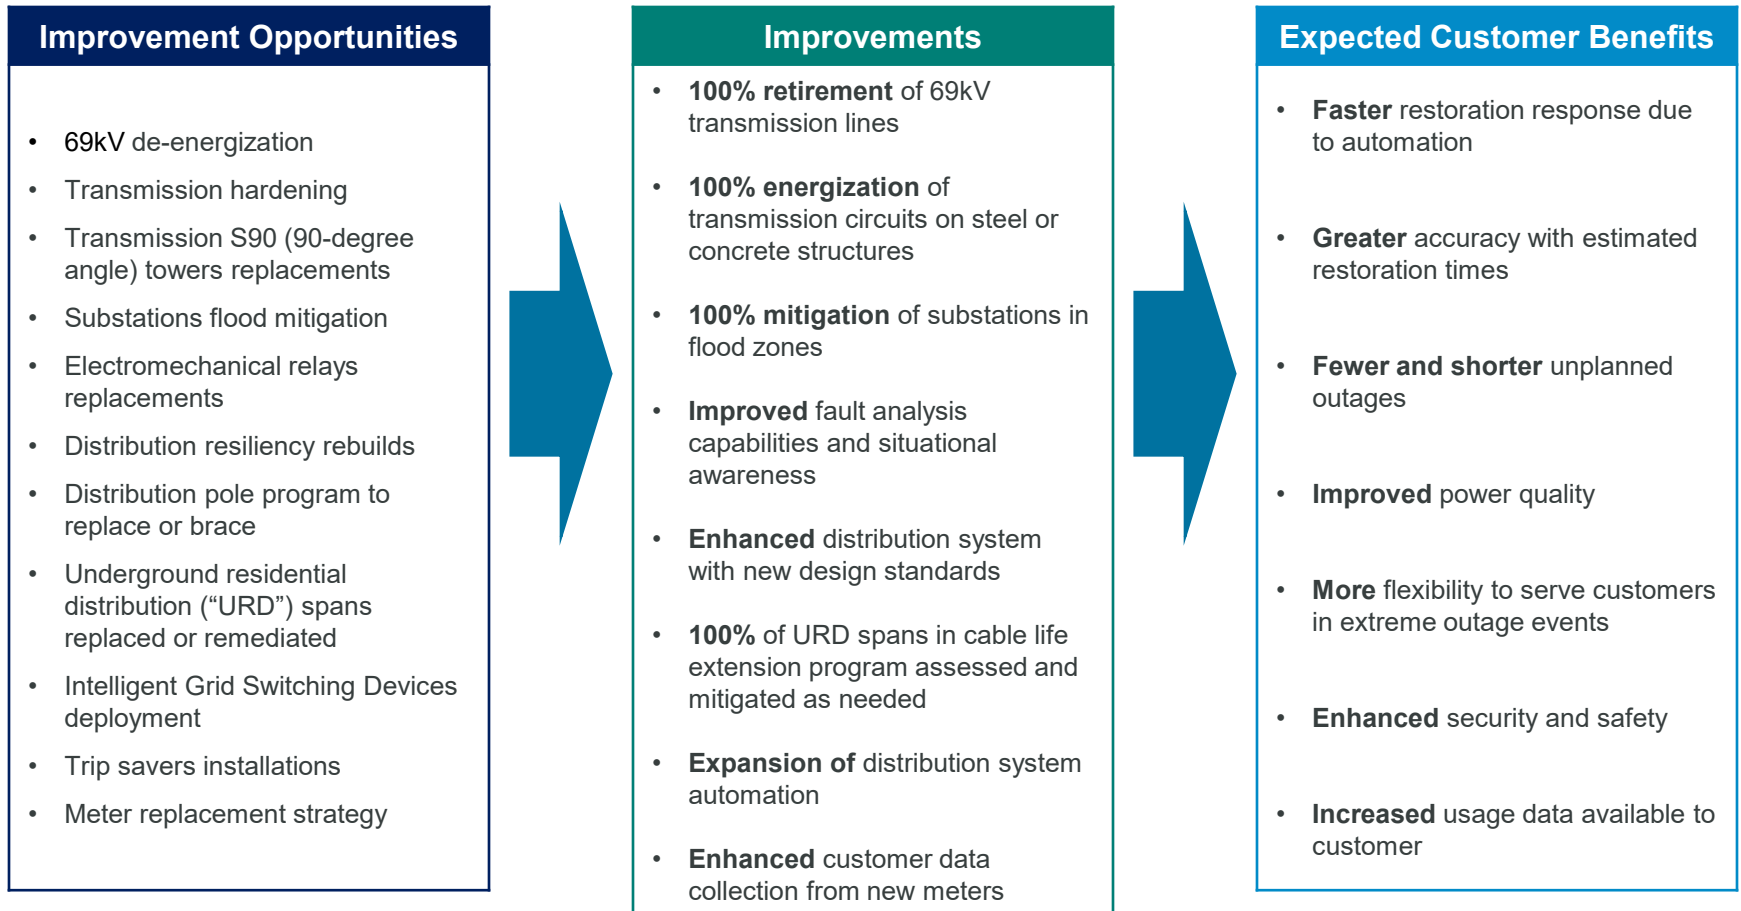 Improvement Opportunities
• 69kV de-energization
• Transmission hardening
• Transmission S90 (90-degree
angle) towers replacements
• Substations flood mitigation
• Electromechanical relays
replacements
• Distribution resiliency rebuilds
• Distribution pole program to
replace or brace
• Underground residential
distribution (“URD”) spans
replaced or remediated
• Intelligent Grid Switching Devices
deployment
• Trip savers installations
• Meter replacement strategy
Improvements
• 100% retirement of 69kV
transmission lines
• 100% energization of
transmission circuits on steel or
concrete structures
• 100% mitigation of substations in
flood zones
• Improved fault analysis
capabilities and situational
awareness
• Enhanced distribution system
with new design standards
• 100% of URD spans in cable life
extension program assessed and
mitigated as needed
• Expansion of distribution system
automation
• Enhanced customer data
collection from new meters
Expected Customer Benefits
• Faster restoration response due
to automation
• Greater accuracy with estimated
restoration times
• Fewer and shorter unplanned
outages
• Improved power quality
• More flexibility to serve customers
in extreme outage events
• Enhanced security and safety
• Increased usage data available to
customer